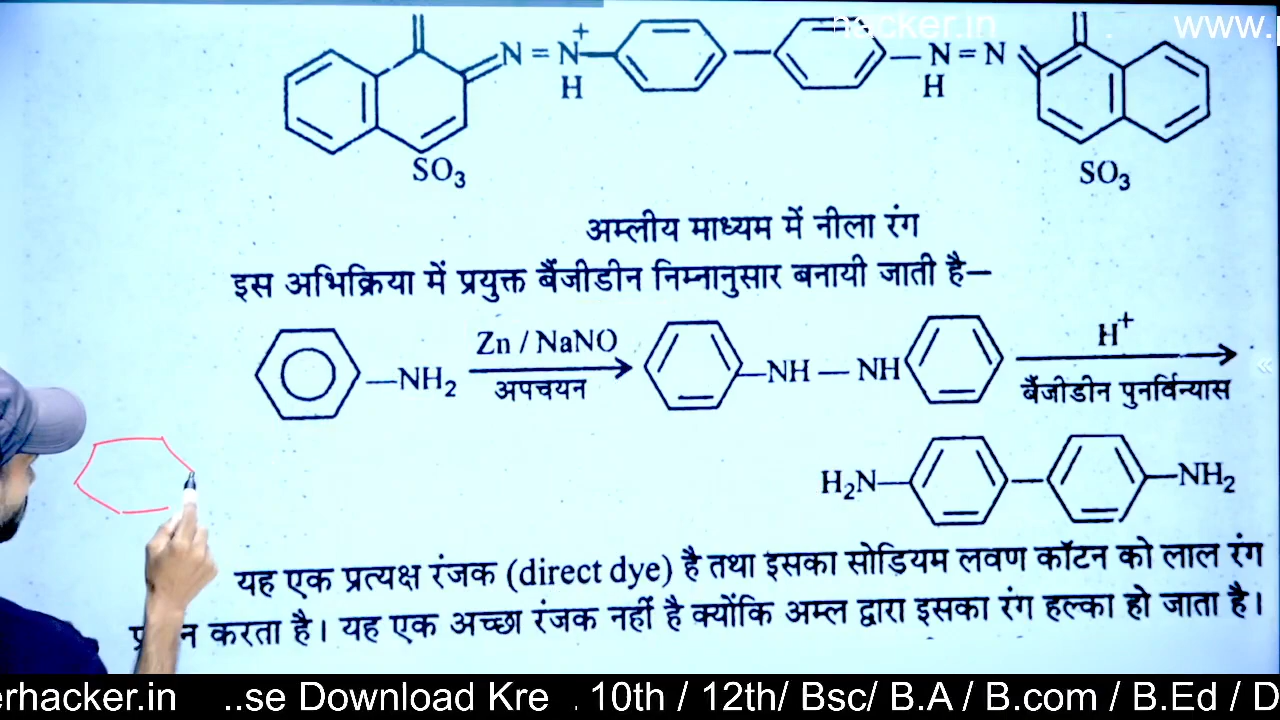 hacker.in . www.
N = N + H N = N H
SO3 SO3
अम्लीय माध्यम में नीला रंग
इस अभिक्रिया में प्रयुक्त बैंजीडीन निम्नानुसार बनायी जाती है—
—NH2 Zn / NaNO अपचयन —NH — NH H+ बैंजीडीन पुनर्विन्यास
H2N— —NH2
यह एक प्रत्यक्ष रंजक (direct dye) है तथा इसका सोडियम लवण कॉटन को लाल रंग
करता है। यह एक अच्छा रंजक नहीं है क्योंकि अम्ल द्वारा इसका रंग हल्का हो जाता है।
erhacker.in ..se Download Kre . 10th / 12th/ Bsc/ B.A / B.com / B.Ed / D